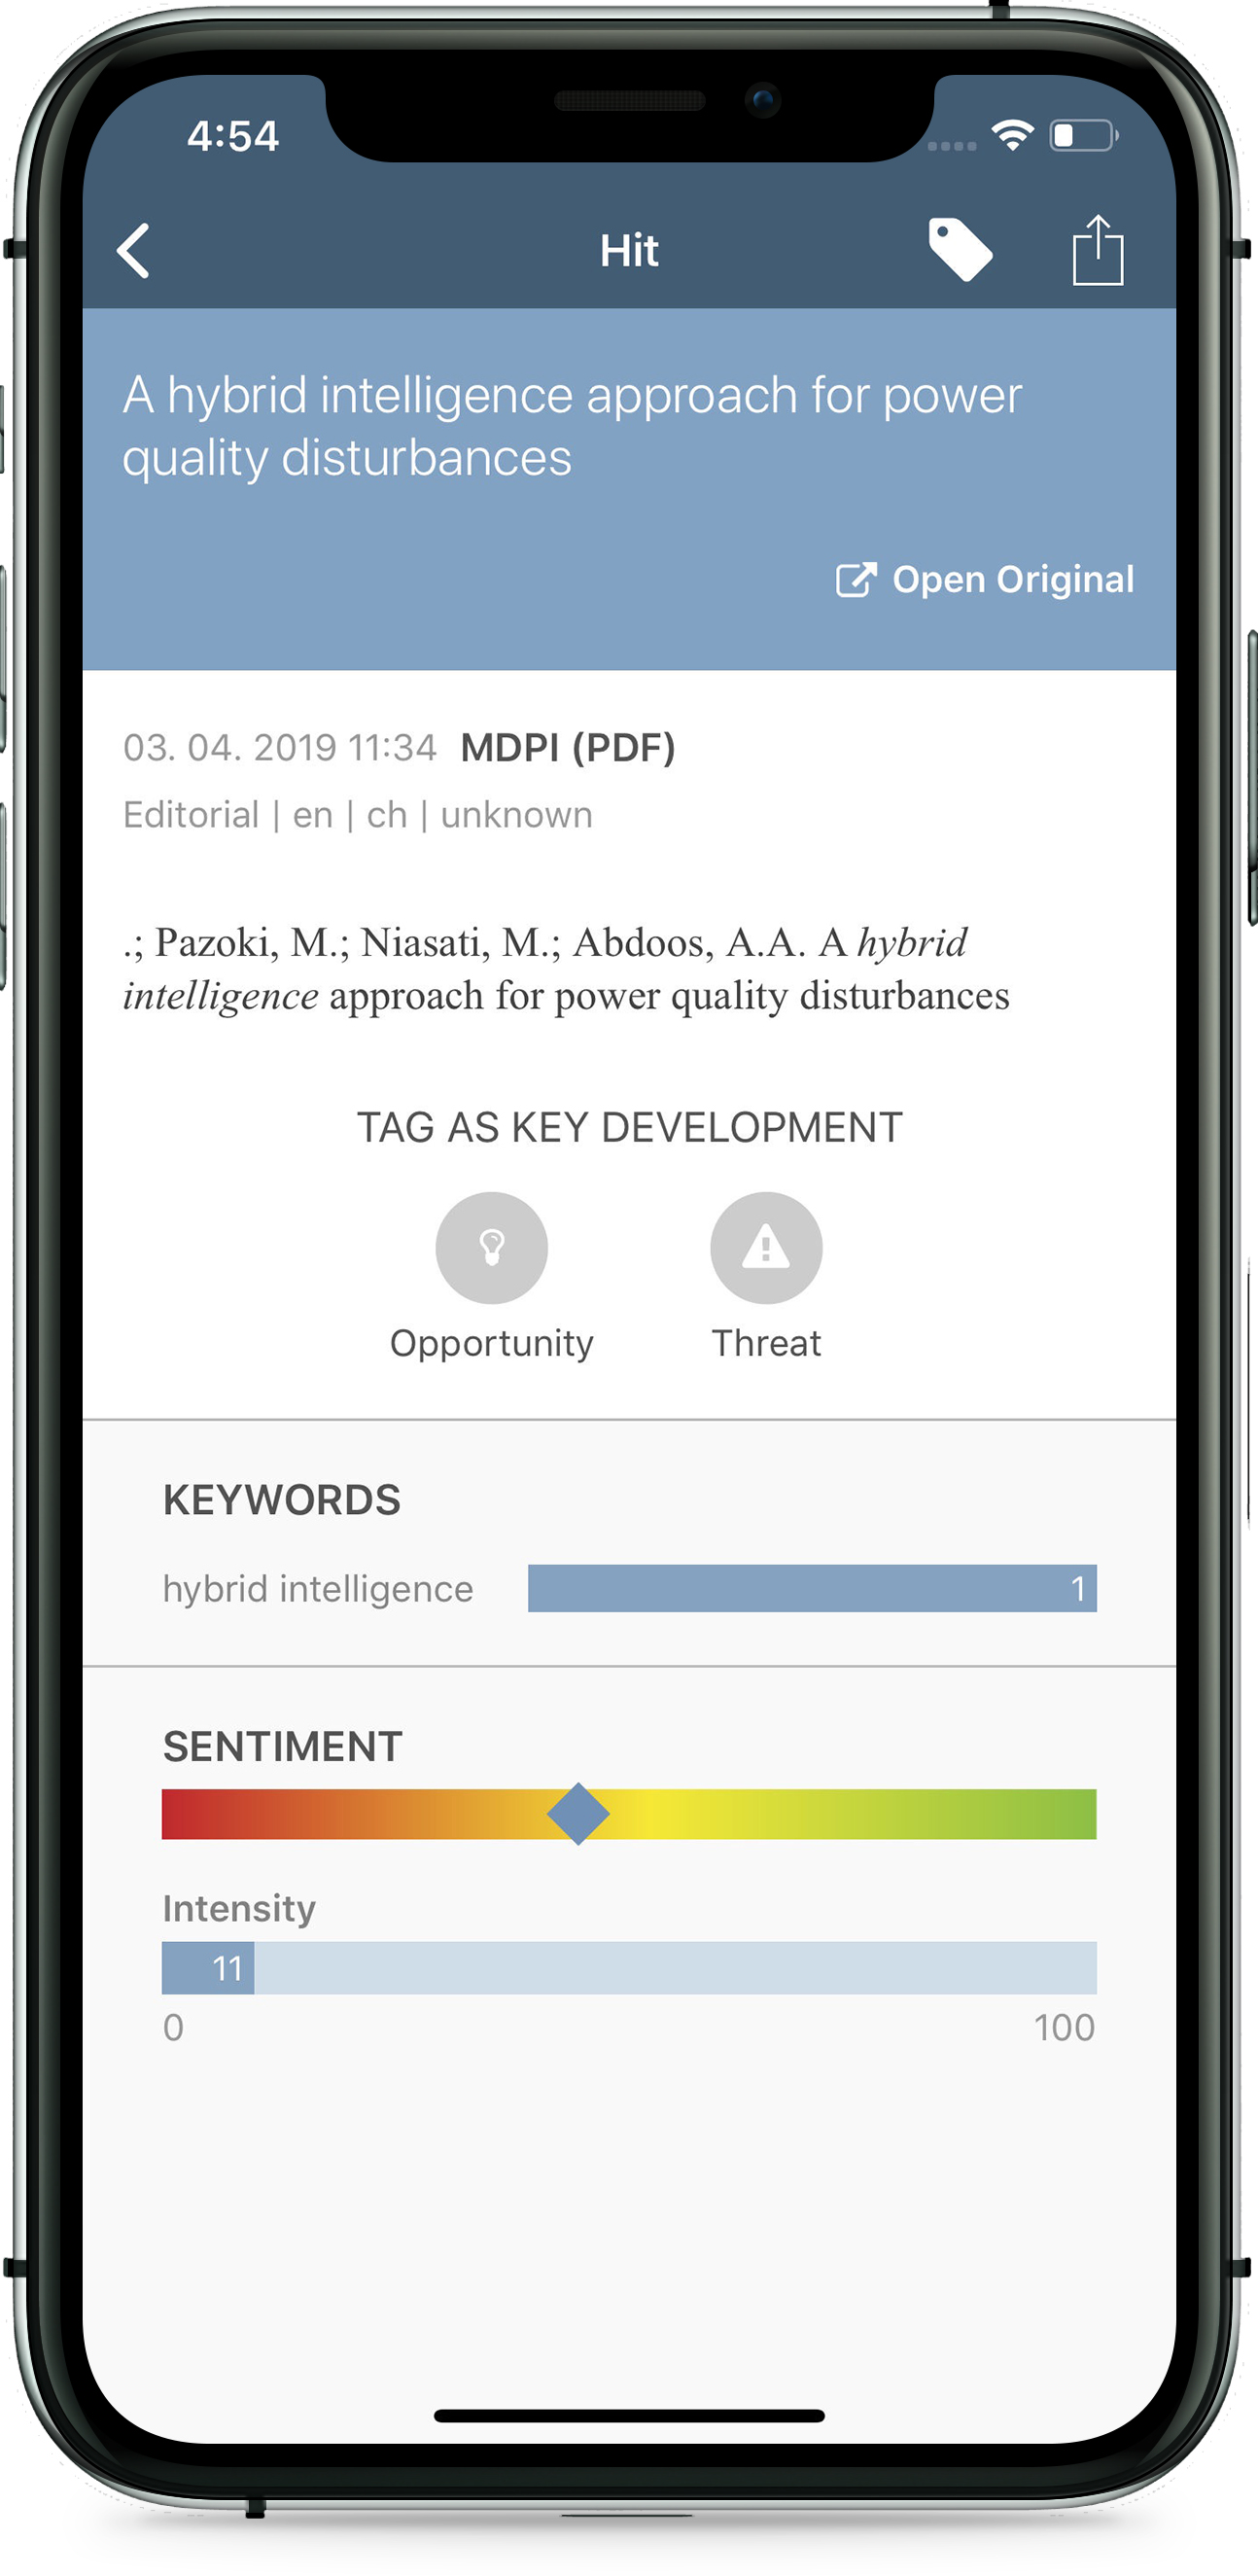 4:54
Hit
A hybrid intelligence approach for power
quality disturbances
Open Original
03. 04. 2019 11:34 MDPI (PDF)
Editorial | en | ch | unknown
.; Pazoki, M.; Niasati, M.; Abdoos, A.A. A hybrid
intelligence approach for power quality disturbances
TAG AS KEY DEVELOPMENT
Opportunity Threat
KEYWORDS
hybrid intelligence 1
SENTIMENT
Intensity
11
0 100